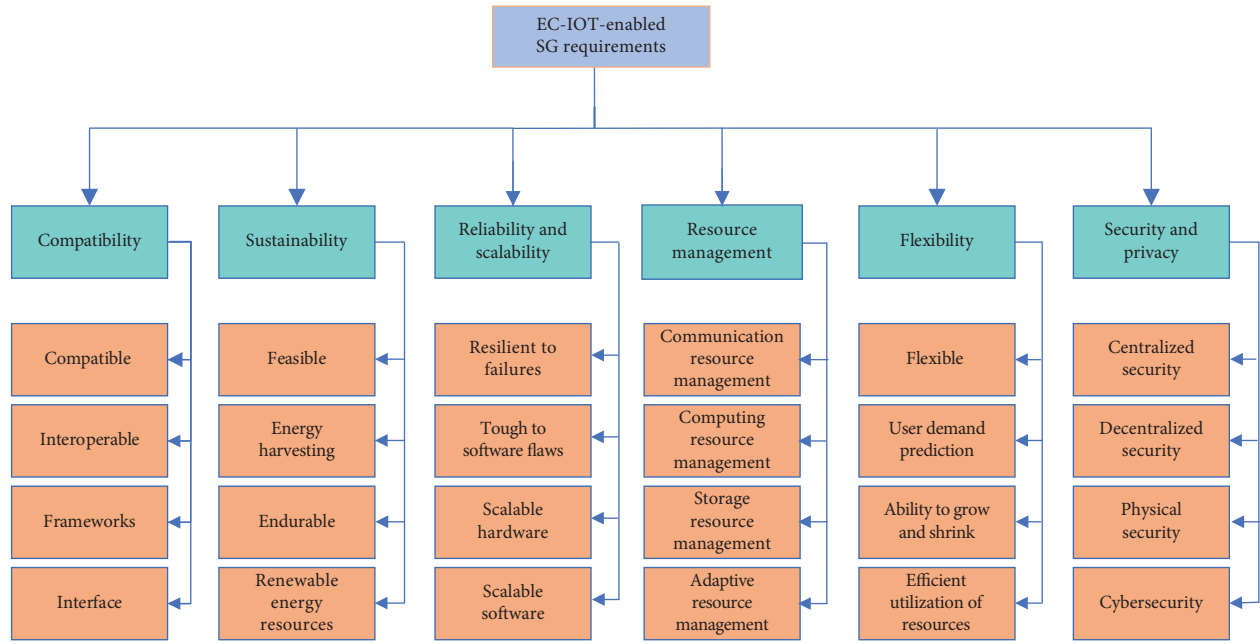 EC-IOT-enabled
SG requirements
Compatibility
Sustainability
Reliability and
scalability
Resource
management
Flexibility
Security and
privacy
Compatible
Interoperable
Frameworks
Interface
Feasible
Energy
harvesting
Endurable
Renewable
energy
resources
Resilient to
failures
Tough to
software flaws
Scalable
hardware
Scalable
software
Communication
resource
management
Computing
resource
management
Storage
resource
management
Adaptive
resource
management
Flexible
User demand
prediction
Ability to grow
and shrink
Efficient
utilization of
resources
Centralized
security
Decentralized
security
Physical
security
Cybersecurity